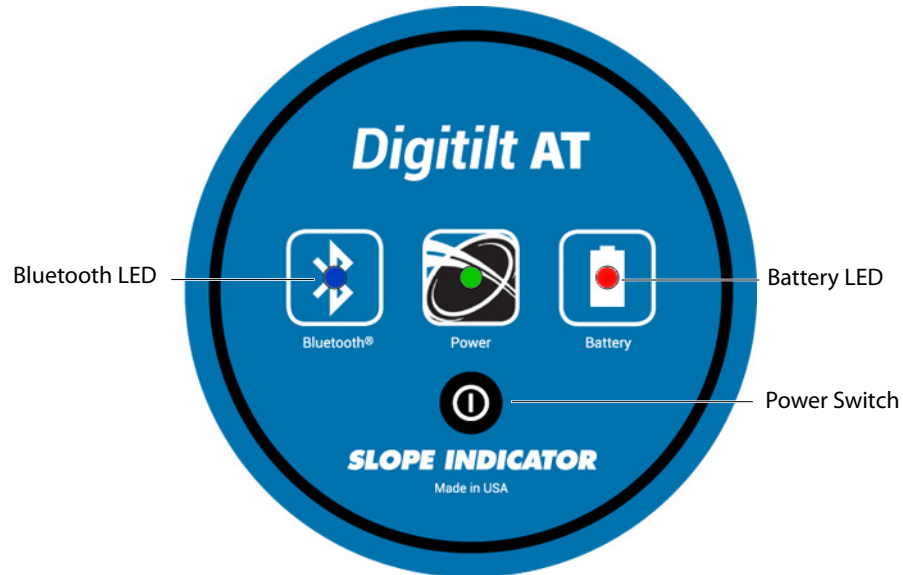 Digitilt AT
Bluetooth LED
Battery LED
Bluetooth®
Power
Battery
Power Switch
SLOPE INDICATOR
Made in USA